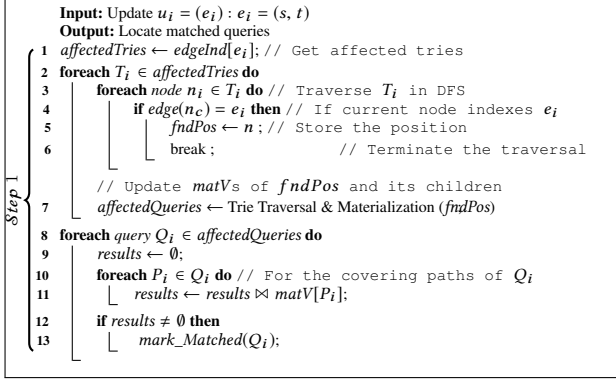 Input: Update u_i = (e_i) : e_i = (s, t)
Output: Locate matched queries
1 affectedTries ← edgeInd[e_i]; // Get affected tries
2 foreach T_i ∈ affectedTries do
3 foreach node n_i ∈ T_i do // Traverse T_i in DFS
4 if edge(n_c) = e_i then // If current node indexes e_i
5 fndPos ← n ; // Store the position
6 break ; // Terminate the traversal
// Update matVs of fndPos and its children
7 affectedQueries ← Trie Traversal & Materialization (fndPos)
8 foreach query Q_i ∈ affectedQueries do
9 results ← ∅;
10 foreach P_i ∈ Q_i do // For the covering paths of Q_i
11 results ← results ⋈ matV[P_i];
12 if results ≠ ∅ then
13 mark_Matched(Q_i);
Step 1